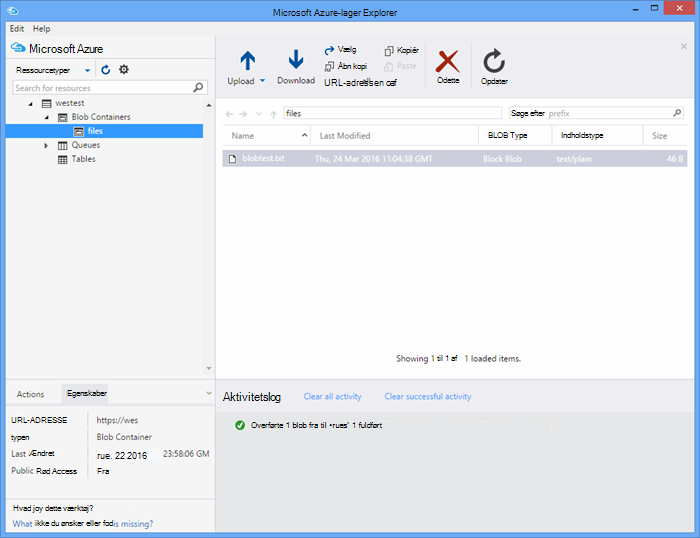 Microsoft Azure-lager Explorer
Edit Help
Microsoft Azure
Ressourcetyper
Search for resources
westest
Blob Containers
files
Queues
Tables
Upload
Download
Vælg
Åbn kopi
URL-adressen caf
Kopiér
Paste
Odette
Opdater
files
Søge efter prefix
Name Last Modified BLOB Type Indholdstype Size
blobtest.txt Thu, 24 Mar 2016 11:04:38 GMT Block Blob text/plain 46 B
Showing 1 til 1 af 1 loaded items.
Actions Egenskaber
URL-ADRESSE https://wes
typen Blob Container
Last Ændret rue. 22 2016 23:58:06 GM
Public Rød Access Fra
Hvad joy dette værktøj?
What ikke du ønsker eller fod is missing?
Aktivitetslog Clear all activity Clear successful activity
Overførte 1 blob fra til •rues' 1 fuldført